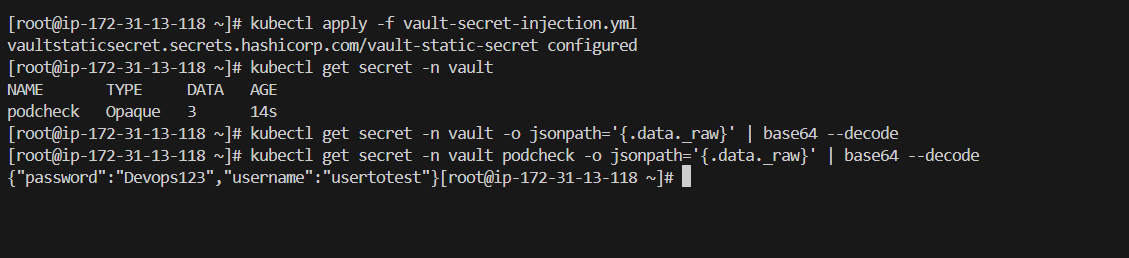 [root@ip-172-31-13-118 ~]# kubectl apply -f vault-secret-injection.yml
vaultstaticsecret.secrets.hashicorp.com/vault-static-secret configured
[root@ip-172-31-13-118 ~]# kubectl get secret -n vault
NAME       TYPE     DATA   AGE
podcheck   Opaque   3      14s
[root@ip-172-31-13-118 ~]# kubectl get secret -n vault -o jsonpath='{.data._raw}' | base64 --decode
[root@ip-172-31-13-118 ~]# kubectl get secret -n vault podcheck -o jsonpath='{.data._raw}' | base64 --decode
{"password":"Devops123","username":"usertotest"}[root@ip-172-31-13-118 ~]#